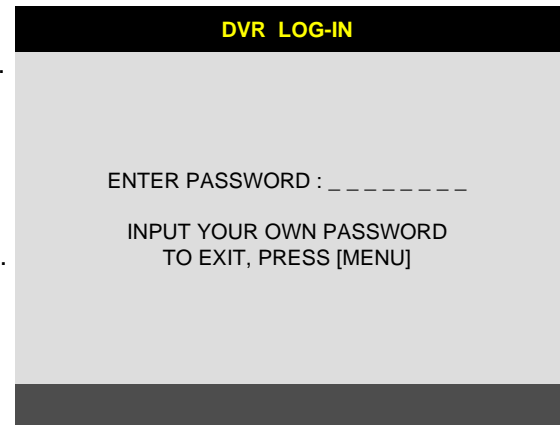 DVR LOG-IN
.
ENTER PASSWORD : _ _ _ _ _ _ _ _
INPUT YOUR OWN PASSWORD
.
TO EXIT, PRESS [MENU]